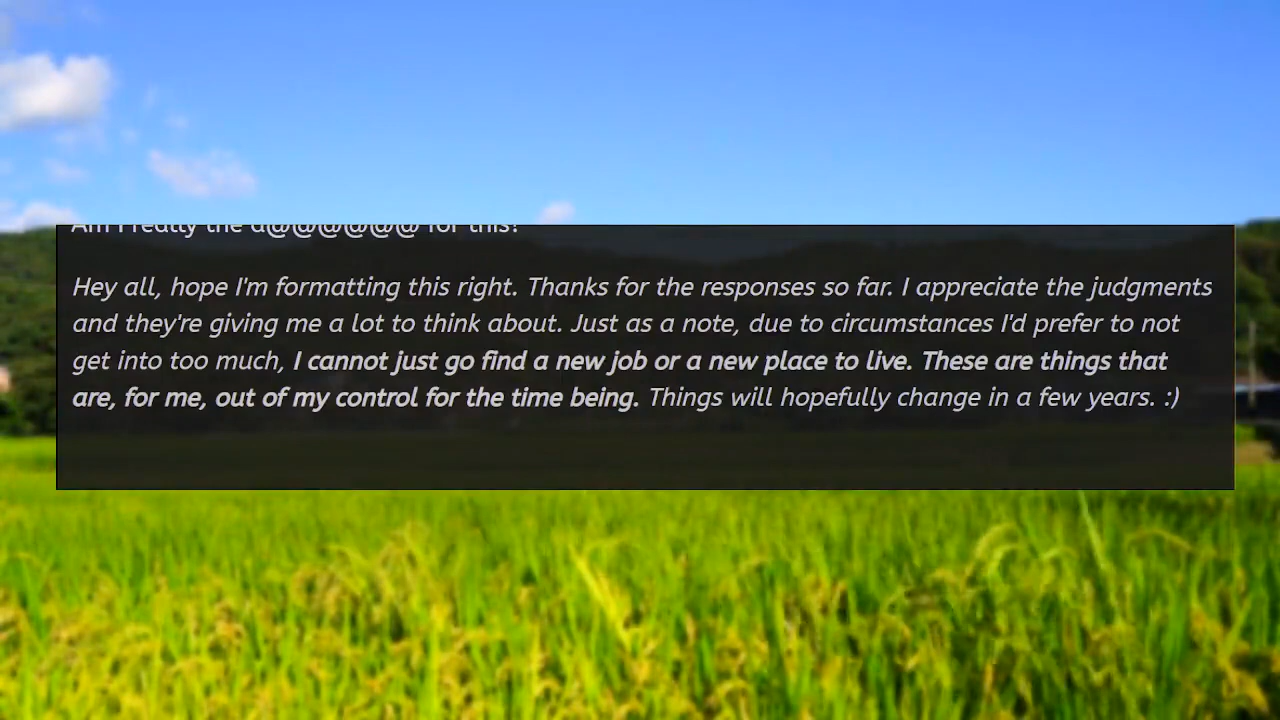 Am I really the a@@@@@@ for this?
Hey all, hope I'm formatting this right. Thanks for the responses so far. I appreciate the judgments
and they're giving me a lot to think about. Just as a note, due to circumstances I'd prefer to not
get into too much, I cannot just go find a new job or a new place to live. These are things that
are, for me, out of my control for the time being. Things will hopefully change in a few years. :)